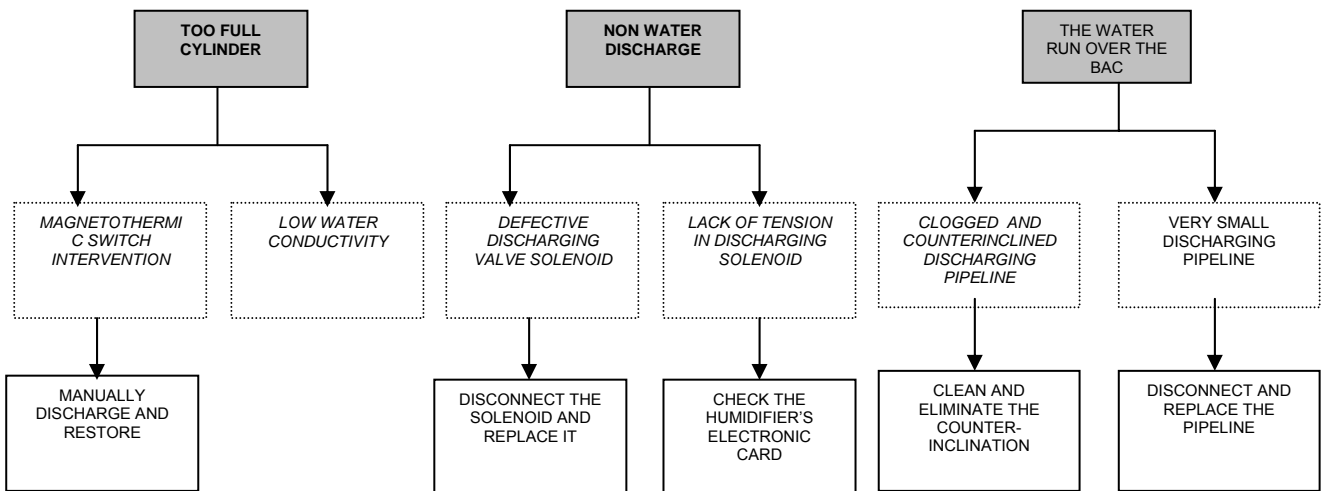 TOO FULL
CYLINDER
NON WATER
DISCHARGE
THE WATER
RUN OVER THE
BAC
MAGNETOTHERMI
C SWITCH
INTERVENTION
LOW WATER
CONDUCTIVITY
DEFECTIVE
DISCHARGING
VALVE SOLENOID
LACK OF TENSION
IN DISCHARGING
SOLENOID
CLOGGED AND
COUNTERINCLINED
DISCHARGING
PIPELINE
VERY SMALL
DISCHARGING
PIPELINE
MANUALLY
DISCHARGE AND
RESTORE
DISCONNECT THE
SOLENOID AND
REPLACE IT
CHECK THE
HUMIDIFIER’S
ELECTRONIC
CARD
CLEAN AND
ELIMINATE THE
COUNTER-
INCLINATION
DISCONNECT AND
REPLACE THE
PIPELINE